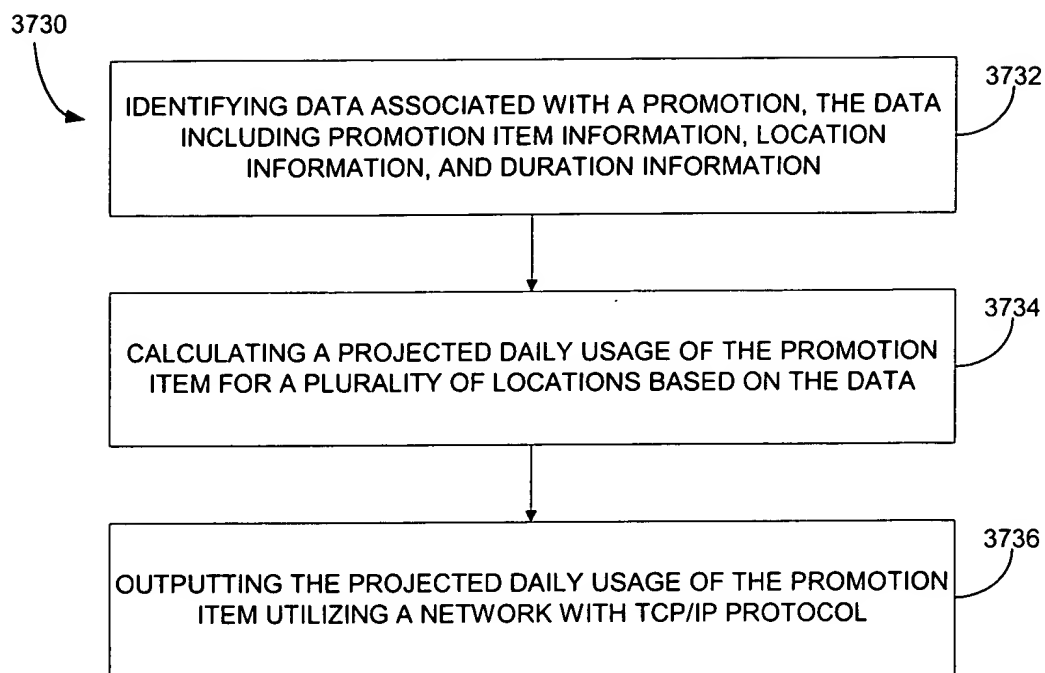 3730
3732
IDENTIFYING DATA ASSOCIATED WITH A PROMOTION, THE DATA
INCLUDING PROMOTION ITEM INFORMATION, LOCATION
INFORMATION, AND DURATION INFORMATION
3734
CALCULATING A PROJECTED DAILY USAGE OF THE PROMOTION
ITEM FOR A PLURALITY OF LOCATIONS BASED ON THE DATA
3736
OUTPUTTING THE PROJECTED DAILY USAGE OF THE PROMOTION
ITEM UTILIZING A NETWORK WITH TCP/IP PROTOCOL